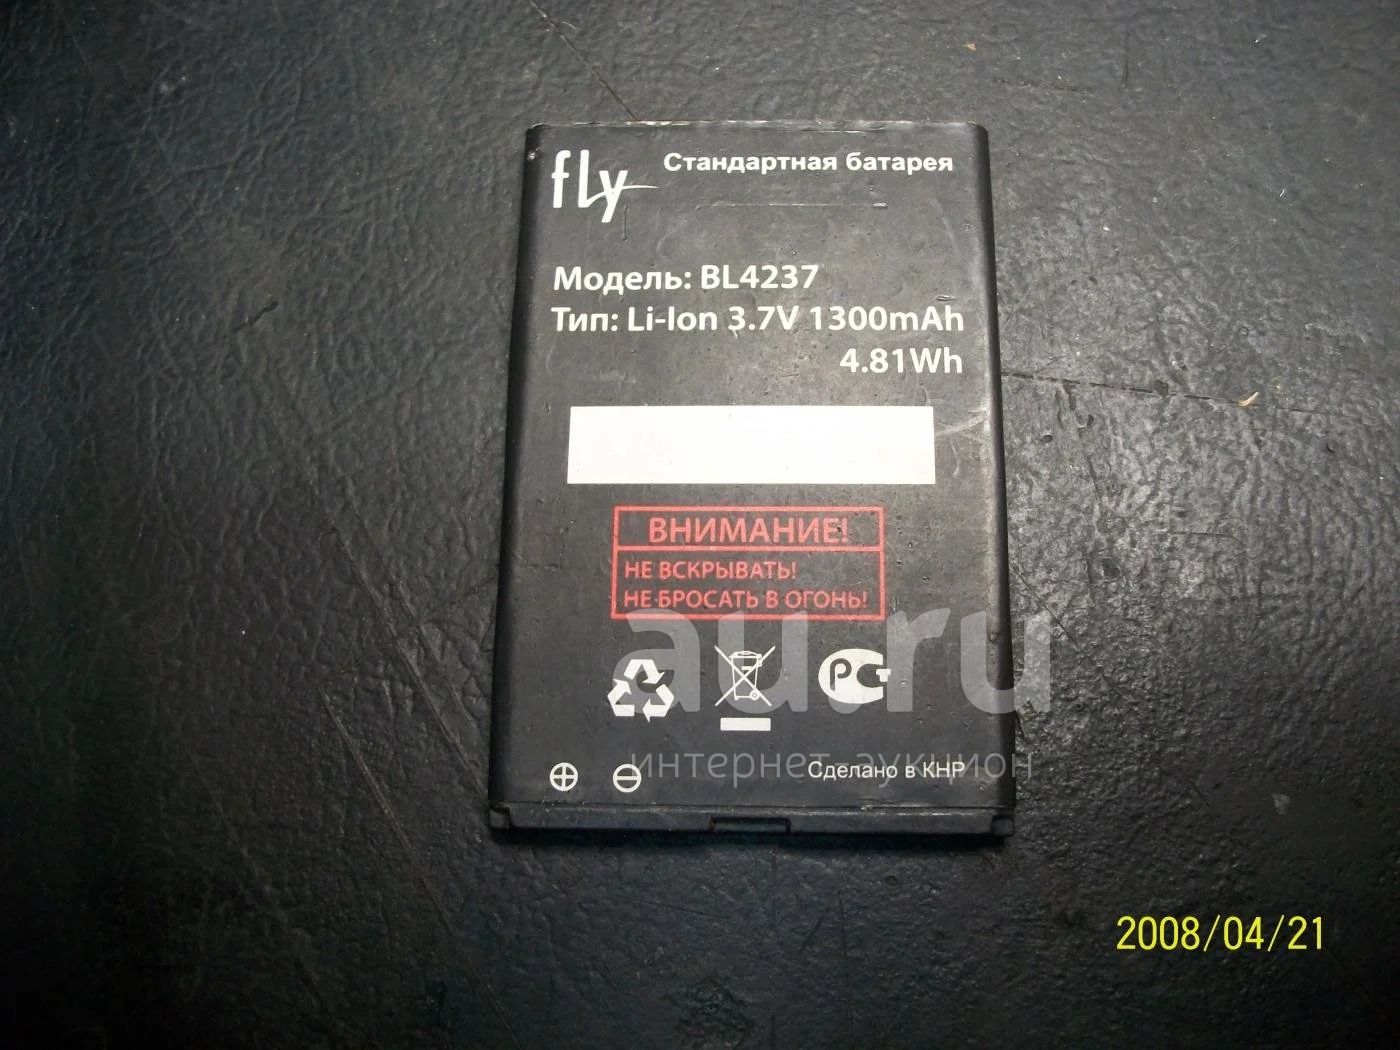 fly Стандартная батарея
Модель: BL4237
Тип: Li-Ion 3.7V 1300mAh
4.81Wh
ВНИМАНИЕ!
НЕ ВСКРЫВАТЬ!
НЕ БРОСАТЬ В ОГОНЬ!
au.ru
интернет-аукцион
РСТ
Сделано в КНР
2008/04/21